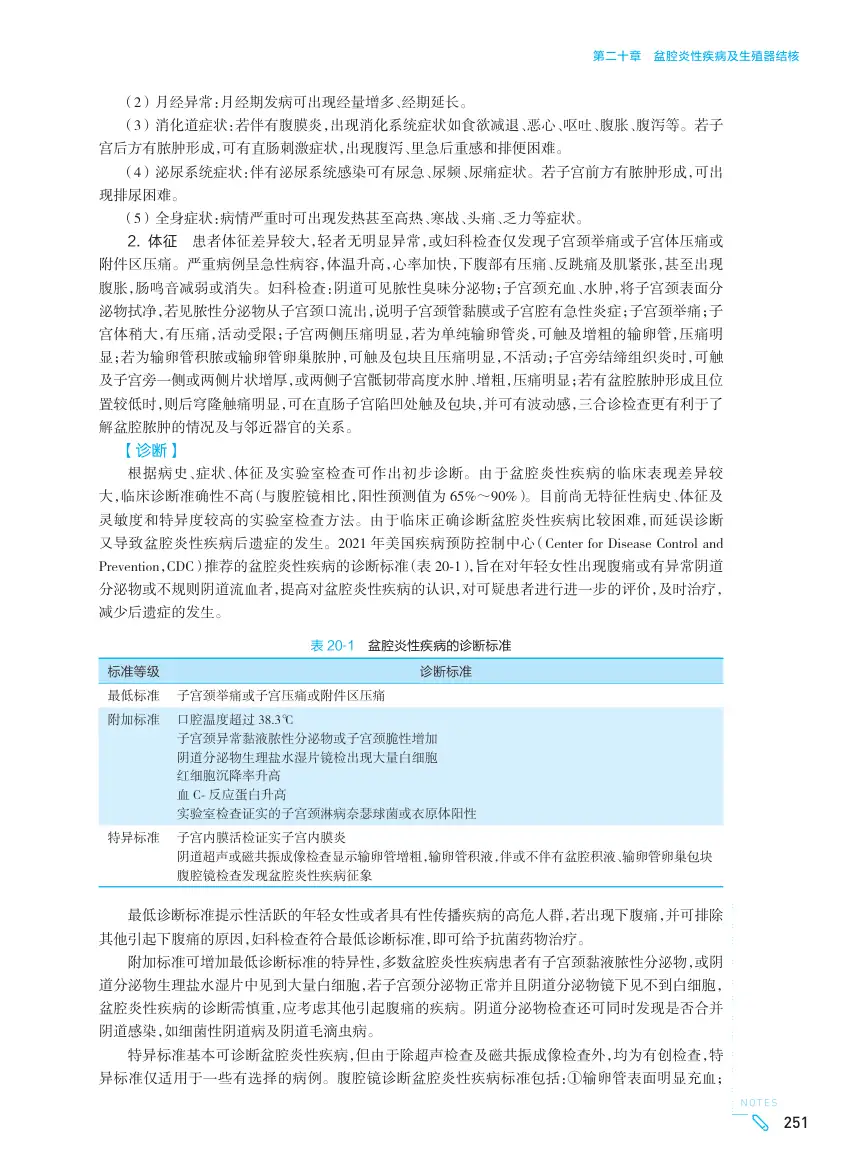 第二十章 盆腔炎性疾病及生殖器结核
（2）月经异常：月经期发病可出现经量增多、经期延长。
（3）消化道症状：若伴有腹膜炎，出现消化系统症状如食欲减退、恶心、呕吐、腹胀、腹泻等。若子
宫后方有脓肿形成，可有直肠刺激症状，出现腹泻、里急后重感和排便困难。
（4）泌尿系统症状：伴有泌尿系统感染可有尿急、尿频、尿痛症状。若子宫前方有脓肿形成，可出
现排尿困难。
（5）全身症状：病情严重时可出现发热甚至高热、寒战、头痛、乏力等症状。
2. 体征 患者体征差异较大，轻者无明显异常，或妇科检查仅发现子宫颈举痛或子宫体压痛或
附件区压痛。严重病例呈急性病容，体温升高，心率加快，下腹部有压痛、反跳痛及肌紧张，甚至出现
腹胀，肠鸣音减弱或消失。妇科检查：阴道可见脓性臭味分泌物；子宫颈充血、水肿，将子宫颈表面分
泌物拭净，若见脓性分泌物从子宫颈口流出，说明子宫颈管黏膜或子宫腔有急性炎症；子宫颈举痛；子
宫体稍大，有压痛，活动受限；子宫两侧压痛明显，若为单纯输卵管炎，可触及增粗的输卵管，压痛明
显；若为输卵管积脓或输卵管卵巢脓肿，可触及包块且压痛明显，不活动；子宫旁结缔组织炎时，可触
及子宫旁一侧或两侧片状增厚，或两侧子宫骶韧带高度水肿、增粗，压痛明显；若有盆腔脓肿形成且位
置较低时，则后穹隆触痛明显，可在直肠子宫陷凹处触及包块，并可有波动感，三合诊检查更有利于了
解盆腔脓肿的情况及与邻近器官的关系。
【诊断】
根据病史、症状、体征及实验室检查可作出初步诊断。由于盆腔炎性疾病的临床表现差异较
大，临床诊断准确性不高（与腹腔镜相比，阳性预测值为 65%～90%）。目前尚无特征性病史、体征及
灵敏度和特异度较高的实验室检查方法。由于临床正确诊断盆腔炎性疾病比较困难，而延误诊断
又导致盆腔炎性疾病后遗症的发生。2021 年美国疾病预防控制中心（Center for Disease Control and
Prevention，CDC）推荐的盆腔炎性疾病的诊断标准（表 20-1），旨在对年轻女性出现腹痛或有异常阴道
分泌物或不规则阴道流血者，提高对盆腔炎性疾病的认识，对可疑患者进行进一步的评价，及时治疗，
减少后遗症的发生。
表 20-1 盆腔炎性疾病的诊断标准
标准等级 诊断标准
最低标准 子宫颈举痛或子宫压痛或附件区压痛
附加标准 口腔温度超过 38.3℃
子宫颈异常黏液脓性分泌物或子宫颈脆性增加
阴道分泌物生理盐水湿片镜检出现大量白细胞
红细胞沉降率升高
血 C- 反应蛋白升高
实验室检查证实的子宫颈淋病奈瑟球菌或衣原体阳性
特异标准 子宫内膜活检证实子宫内膜炎
阴道超声或磁共振成像检查显示输卵管增粗，输卵管积液，伴或不伴有盆腔积液、输卵管卵巢包块
腹腔镜检查发现盆腔炎性疾病征象
最低诊断标准提示性活跃的年轻女性或者具有性传播疾病的高危人群，若出现下腹痛，并可排除
其他引起下腹痛的原因，妇科检查符合最低诊断标准，即可给予抗菌药物治疗。
附加标准可增加最低诊断标准的特异性，多数盆腔炎性疾病患者有子宫颈黏液脓性分泌物，或阴
道分泌物生理盐水湿片中见到大量白细胞，若子宫颈分泌物正常并且阴道分泌物镜下见不到白细胞，
盆腔炎性疾病的诊断需慎重，应考虑其他引起腹痛的疾病。阴道分泌物检查还可同时发现是否合并
阴道感染，如细菌性阴道病及阴道毛滴虫病。
特异标准基本可诊断盆腔炎性疾病，但由于除超声检查及磁共振成像检查外，均为有创检查，特
异标准仅适用于一些有选择的病例。腹腔镜诊断盆腔炎性疾病标准包括：①输卵管表面明显充血；
NOTES
251